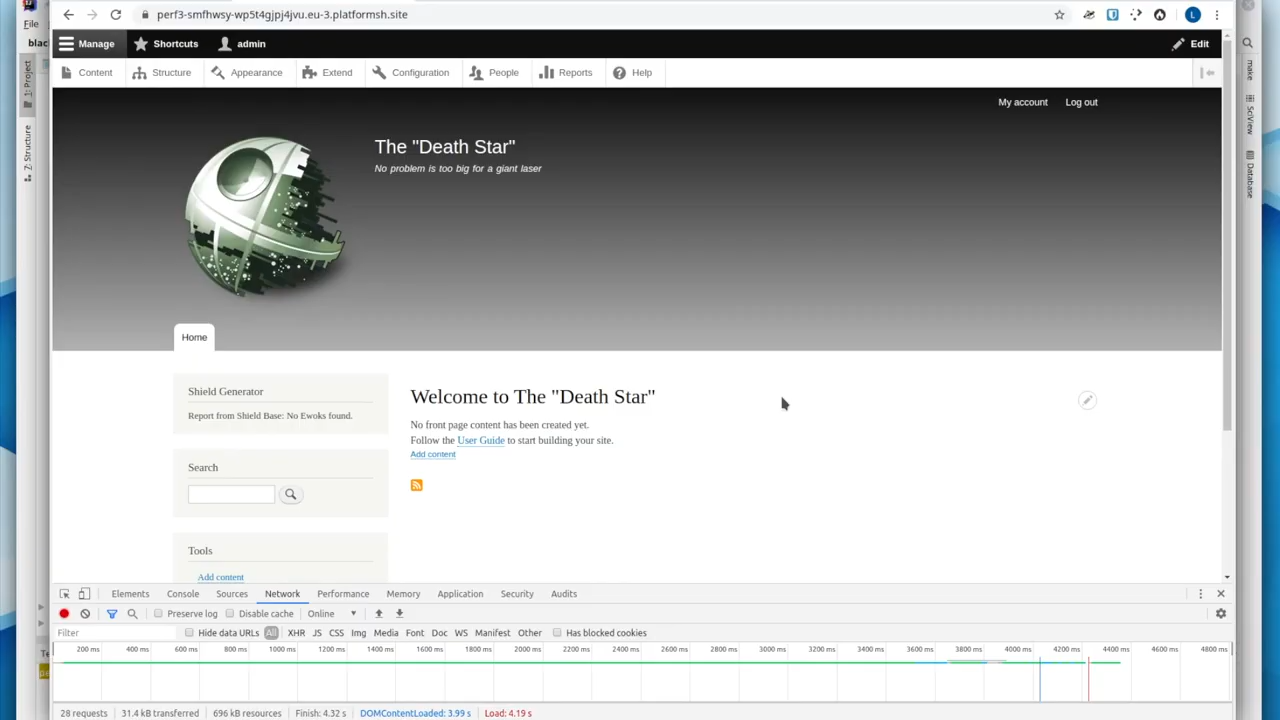 perf3-smfhwsy-wp5t4gjpj4jvu.eu-3.platformsh.site
L
File
Manage
Shortcuts
admin
Edit
Content
Structure
Appearance
Extend
Configuration
People
Reports
Help
1: Project
7: Structure
make
SciView
Database
My account
Log out
The "Death Star"
No problem is too big for a giant laser
Home
Shield Generator
Report from Shield Base: No Ewoks found.
Search
Tools
Add content
Welcome to The "Death Star"
No front page content has been created yet.
Follow the User Guide to start building your site.
Add content
Elements Console Sources Network Performance Memory Application Security Audits
Preserve log Disable cache Online
Filter Hide data URLs All XHR JS CSS Img Media Font Doc WS Manifest Other Has blocked cookies
200 ms 400 ms 600 ms 800 ms 1000 ms 1200 ms 1400 ms 1600 ms 1800 ms 2000 ms 2200 ms 2400 ms 2600 ms 2800 ms 3000 ms 3200 ms 3400 ms 3600 ms 3800 ms 4000 ms 4200 ms 4400 ms 4600 ms 4800 ms
28 requests 31.4 kB transferred 696 kB resources Finish: 4.32 s DOMContentLoaded: 3.99 s Load: 4.19 s